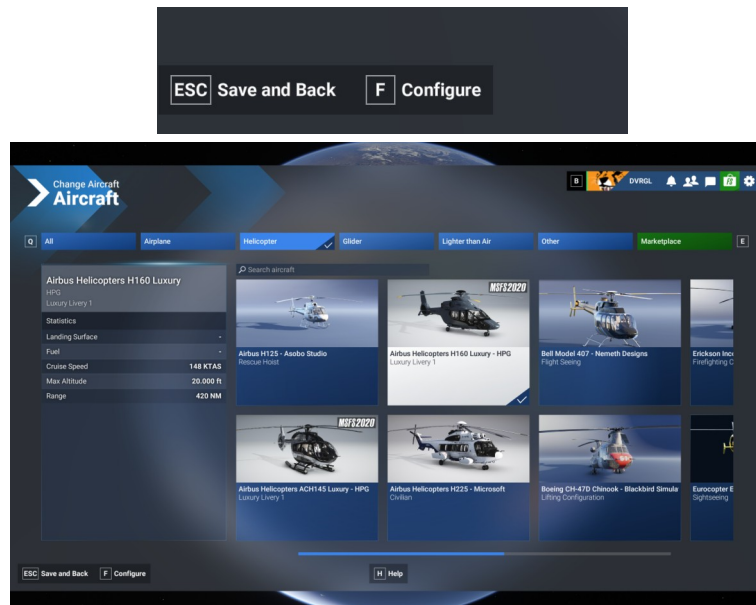 ESC Save and Back F Configure
Change Aircraft
Aircraft
B DVRGL
Q All Airplane Helicopter Glider Lighter than Air Other Marketplace E
Search aircraft
Airbus Helicopters H160 Luxury
HPG
Luxury Livery 1
Statistics
Landing Surface -
Fuel -
Cruise Speed 148 KTAS
Max Altitude 20.000 ft
Range 420 NM
Airbus H125 - Asobo Studio
Rescue Hoist
MSFS2020
Airbus Helicopters H160 Luxury - HPG
Luxury Livery 1
Bell Model 407 - Nemeth Designs
Flight Seeing
Erickson Inc
Firefighting C
MSFS2020
Airbus Helicopters ACH145 Luxury - HPG
Luxury Livery 1
Airbus Helicopters H225 - Microsoft
Civilian
Boeing CH-47D Chinook - Blackbird Simula
Lifting Configuration
Eurocopter E
Sightseeing
ESC Save and Back F Configure
H Help